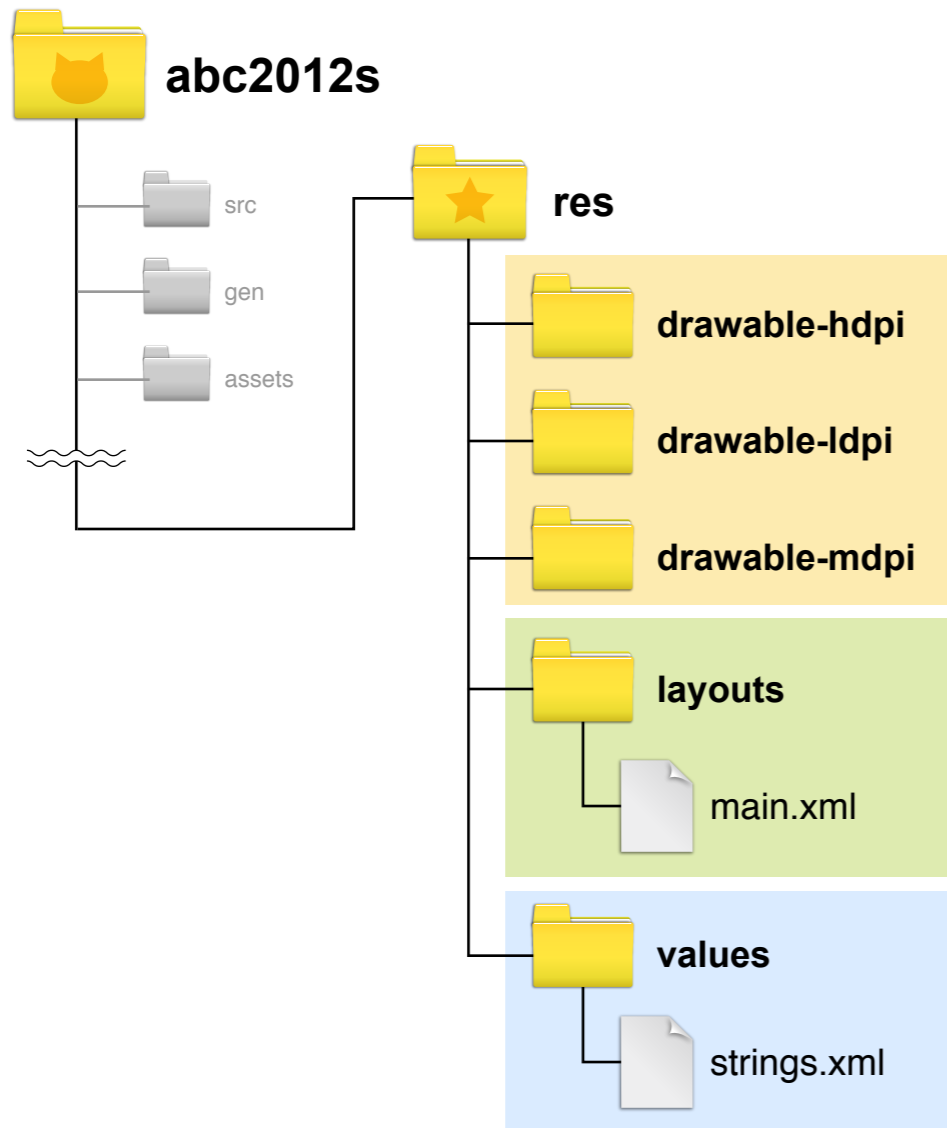 abc2012s
src
gen
assets
res
drawable-hdpi
drawable-ldpi
drawable-mdpi
layouts
main.xml
values
strings.xml